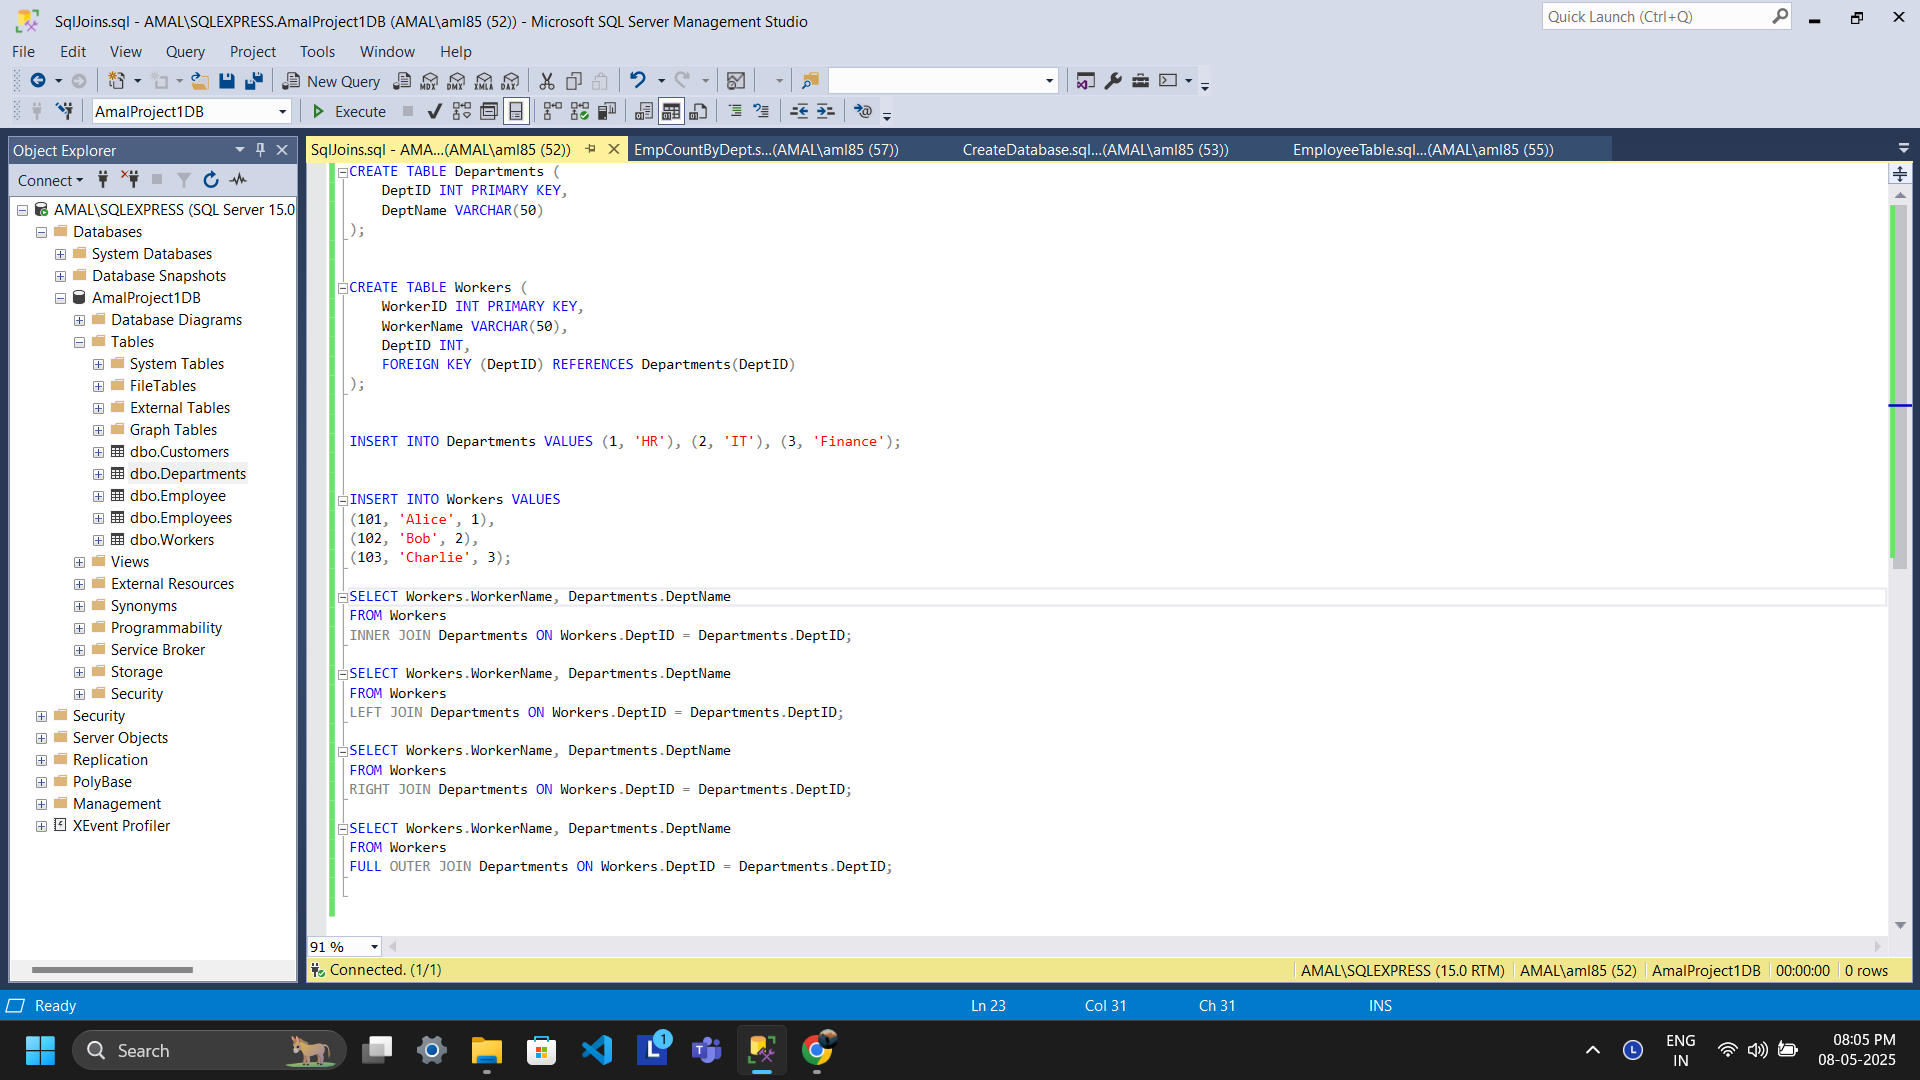 SqlJoins.sql - AMAL\SQLEXPRESS.AmalProject1DB (AMAL\aml85 (52)) - Microsoft SQL Server Management Studio
Quick Launch (Ctrl+Q)
File Edit View Query Project Tools Window Help
New Query MDX DMX XMLA DAX
AmalProject1DB Execute
Object Explorer
Connect
AMAL\SQLEXPRESS (SQL Server 15.0
Databases
System Databases
Database Snapshots
AmalProject1DB
Database Diagrams
Tables
System Tables
FileTables
External Tables
Graph Tables
dbo.Customers
dbo.Departments
dbo.Employee
dbo.Employees
dbo.Workers
Views
External Resources
Synonyms
Programmability
Service Broker
Storage
Security
Security
Server Objects
Replication
PolyBase
Management
XEvent Profiler
SqlJoins.sql - AMA...(AMAL\aml85 (52)) EmpCountByDept.s...(AMAL\aml85 (57)) CreateDatabase.sql...(AMAL\aml85 (53)) EmployeeTable.sql...(AMAL\aml85 (55))
CREATE TABLE Departments (
DeptID INT PRIMARY KEY,
DeptName VARCHAR(50)
);
CREATE TABLE Workers (
WorkerID INT PRIMARY KEY,
WorkerName VARCHAR(50),
DeptID INT,
FOREIGN KEY (DeptID) REFERENCES Departments(DeptID)
);
INSERT INTO Departments VALUES (1, 'HR'), (2, 'IT'), (3, 'Finance');
INSERT INTO Workers VALUES
(101, 'Alice', 1),
(102, 'Bob', 2),
(103, 'Charlie', 3);
SELECT Workers.WorkerName, Departments.DeptName
FROM Workers
INNER JOIN Departments ON Workers.DeptID = Departments.DeptID;
SELECT Workers.WorkerName, Departments.DeptName
FROM Workers
LEFT JOIN Departments ON Workers.DeptID = Departments.DeptID;
SELECT Workers.WorkerName, Departments.DeptName
FROM Workers
RIGHT JOIN Departments ON Workers.DeptID = Departments.DeptID;
SELECT Workers.WorkerName, Departments.DeptName
FROM Workers
FULL OUTER JOIN Departments ON Workers.DeptID = Departments.DeptID;
91 %
Connected. (1/1) AMAL\SQLEXPRESS (15.0 RTM) AMAL\aml85 (52) AmalProject1DB 00:00:00 0 rows
Ready Ln 23 Col 31 Ch 31 INS
Search
L 1
T
L
ENG
IN
08:05 PM
08-05-2025